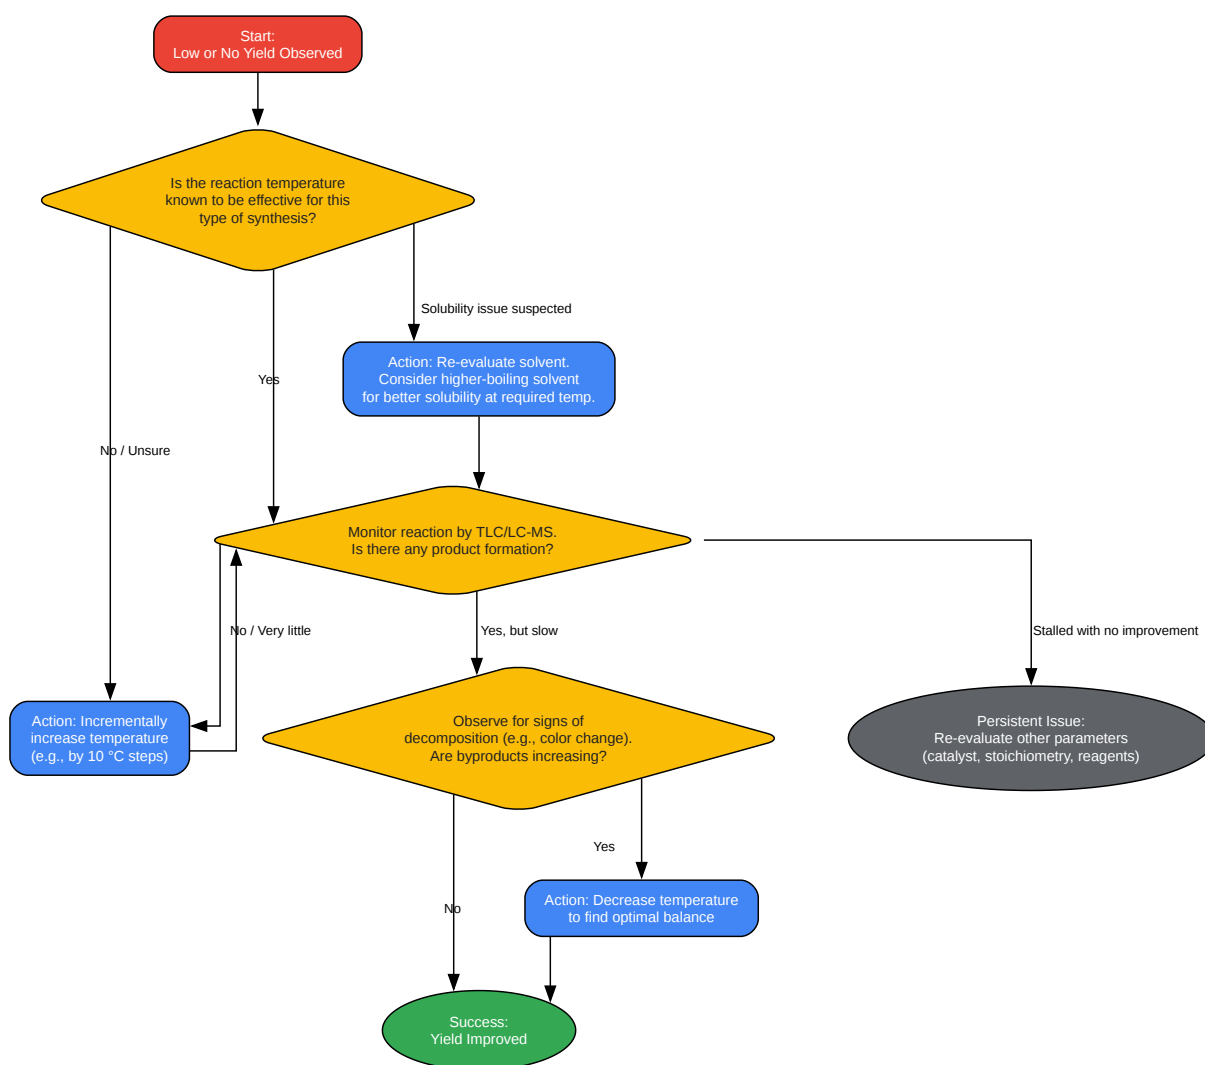 Start:
Low or No Yield Observed
Is the reaction temperature
known to be effective for this
type of synthesis?
Solubility issue suspected
Action: Re-evaluate solvent.
Consider higher-boiling solvent
for better solubility at required temp.
Yes
No / Unsure
Monitor reaction by TLC/LC-MS.
Is there any product formation?
No / Very little
Yes, but slow
Stalled with no improvement
Action: Incrementally
increase temperature
(e.g., by 10 °C steps)
Observe for signs of
decomposition (e.g., color change).
Are byproducts increasing?
Persistent Issue:
Re-evaluate other parameters
(catalyst, stoichiometry, reagents)
Yes
No
Action: Decrease temperature
to find optimal balance
Success:
Yield Improved